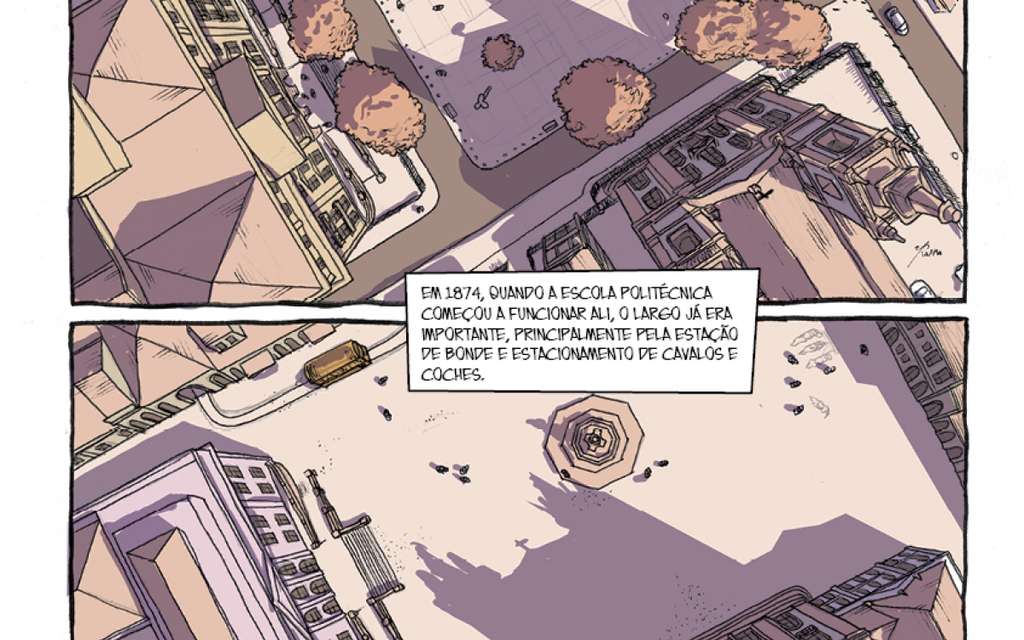 EM 1874, QUANDO A ESCOLA POLITÉCNICA
COMEÇOU A FUNCIONAR ALI, O LARGO JÁ ERA
IMPORTANTE, PRINCIPALMENTE PELA ESTAÇÃO
DE BONDE E ESTACIONAMENTO DE CAVALOS E
COCHES.